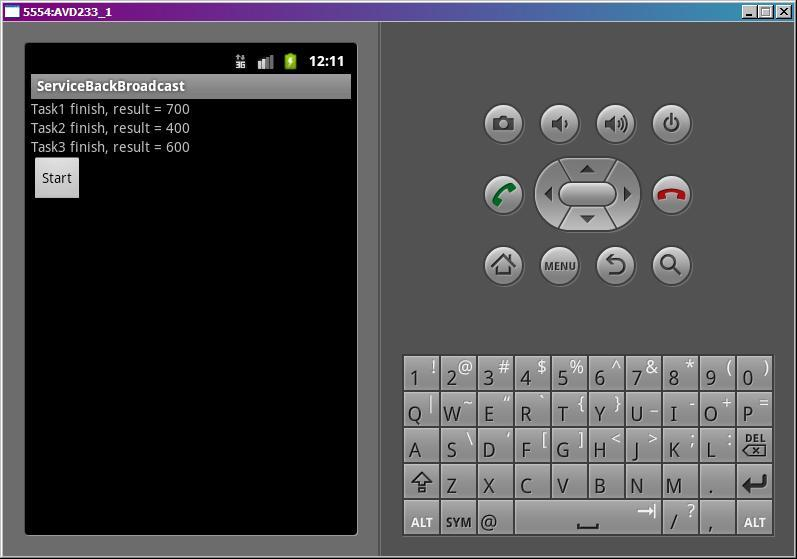 5554:AVD233_1
3G 12:11
ServiceBackBroadcast
Task1 finish, result = 700
Task2 finish, result = 400
Task3 finish, result = 600
Start
MENU
1 ! 2 @ 3 # 4 $ 5 % 6 ^ 7 & 8 * 9 ( 0 )
Q | W ~ E “ R ` T { Y } U _ I - O + P =
A S \ D ‘ F [ G ] H < J > K ; L : DEL
Z X C V B N M .
ALT SYM @ / ? , ALT